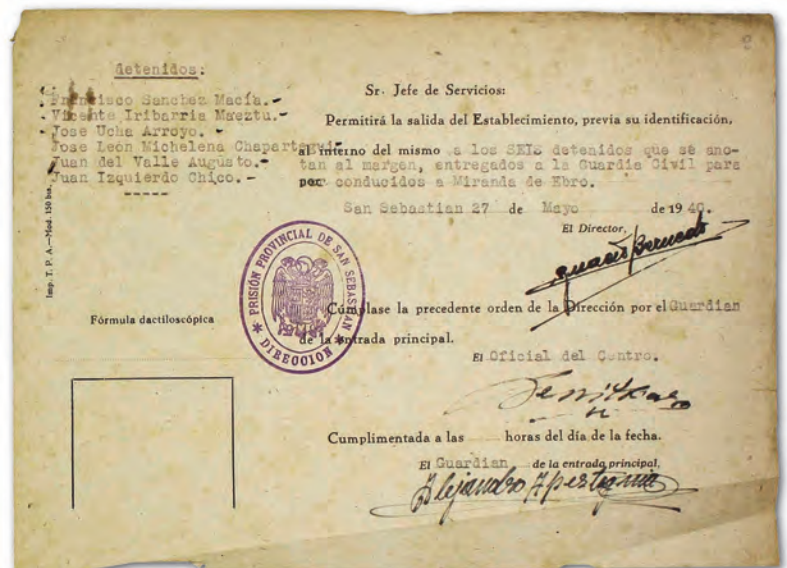 detenidos:
Francisco Sanchez Macía.-
Vicente Iribarria Maeztu.-
Jose Ucha Arroyo.-
Jose León Michelena Chapartegui-
Juan del Valle Augusto.-
Juan Izquierdo Chico.-
-----
Imp. T. P. A.—Mod. 150 bis.
Sr. Jefe de Servicios:
Permitirá la salida del Establecimiento, previa su identificación,
al interno del mismo a los SEIS detenidos que se ano-
tan al margen, entregados a la Guardia Civil para
conducidos a Miranda de Ebro.
San Sebastian 27 de Mayo de 1940.
El Director,
PRISIÓN PROVINCIAL DE SAN SEBASTIAN
* DIRECCION *
Cúmplase la precedente orden de la Dirección por el Guardian
de la entrada principal.
El Oficial del Centro.
Fórmula dactiloscópica
Cumplimentada a las horas del día de la fecha.
El Guardian de la entrada principal,
Alejandro Apesteguia